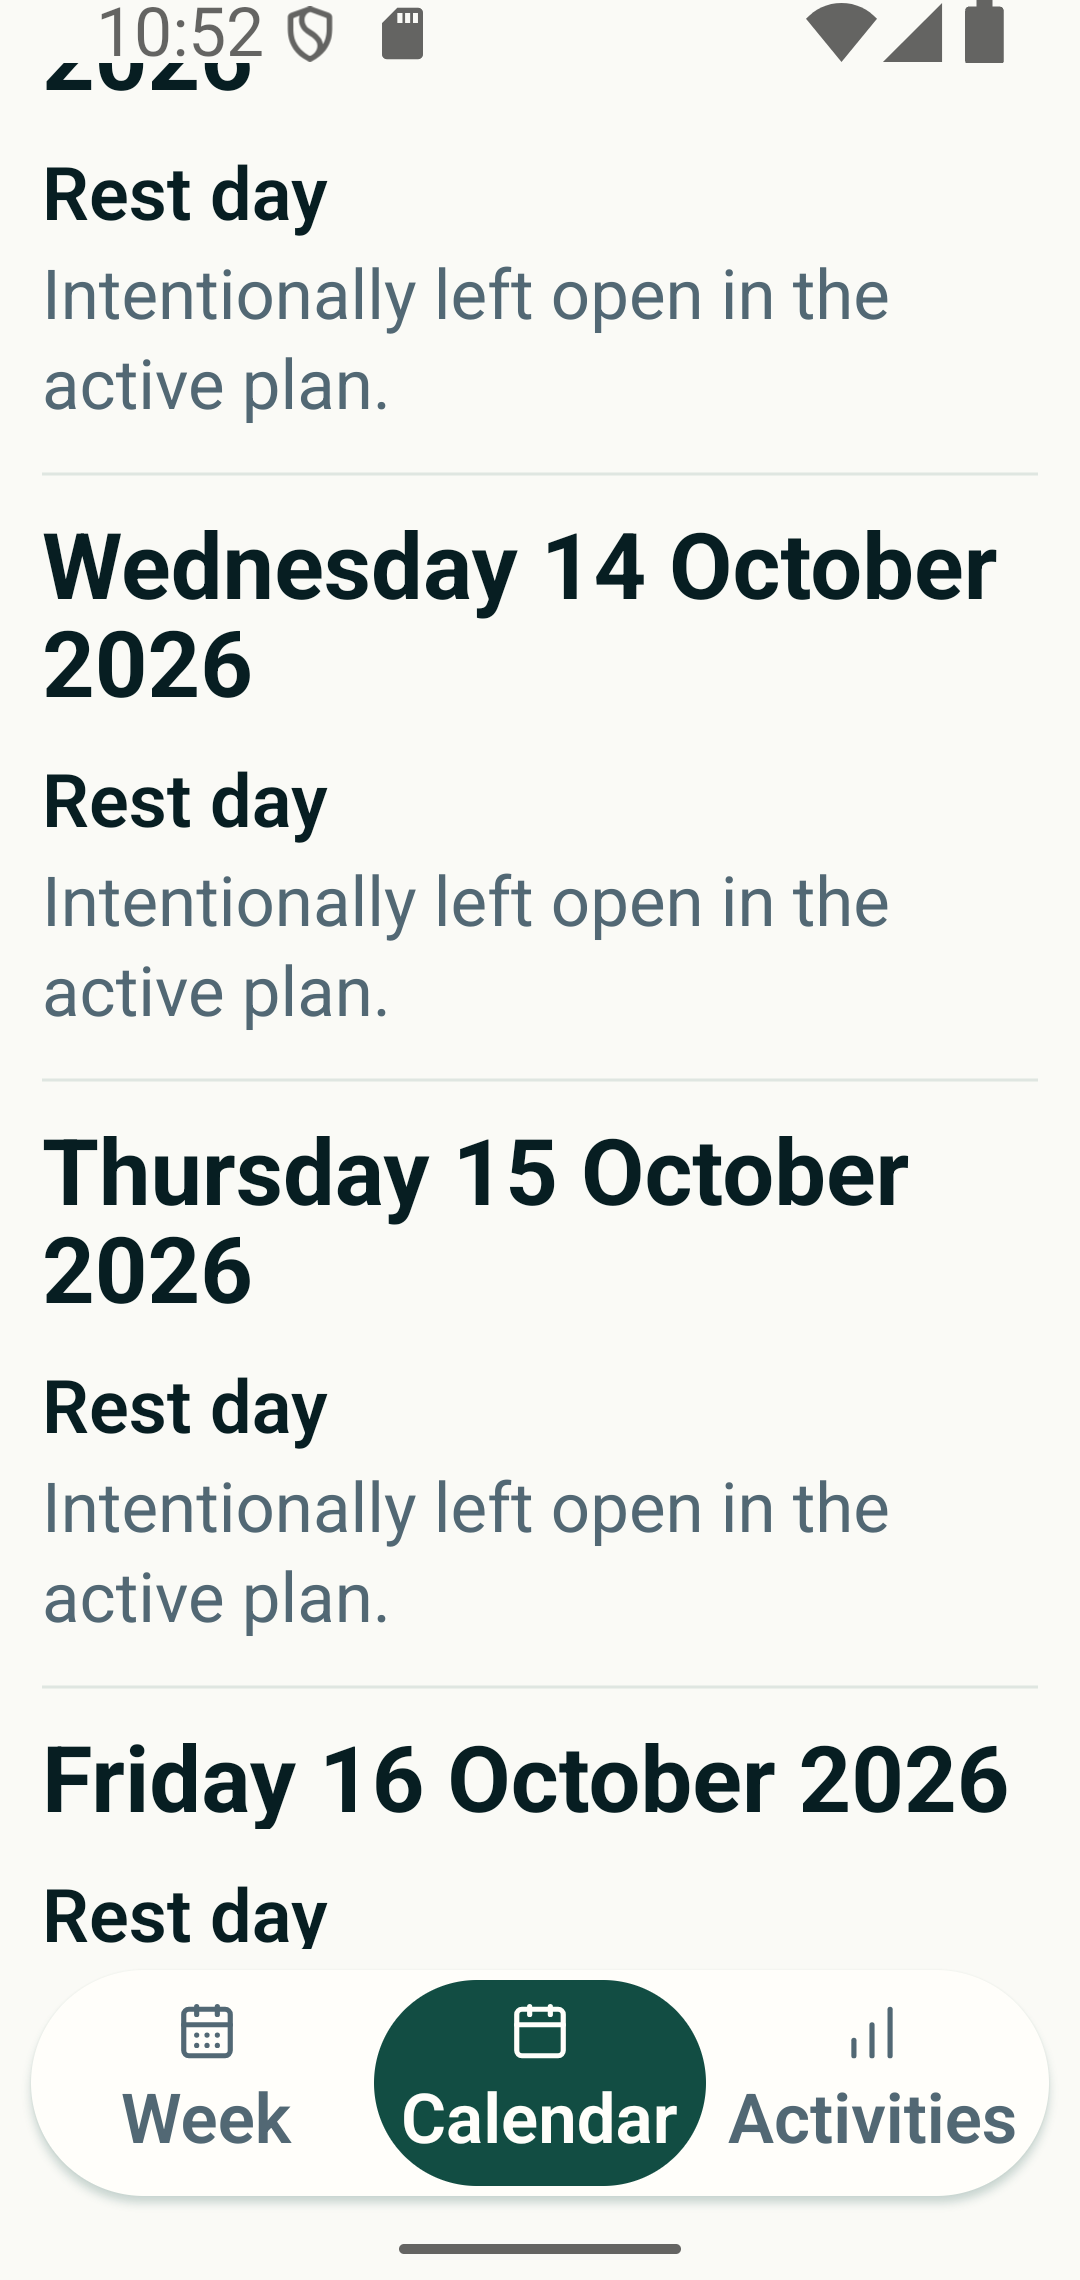 10:52
2026
Rest day
Intentionally left open in the
active plan.
Wednesday 14 October
2026
Rest day
Intentionally left open in the
active plan.
Thursday 15 October
2026
Rest day
Intentionally left open in the
active plan.
Friday 16 October 2026
Rest day
Week
Calendar
Activities